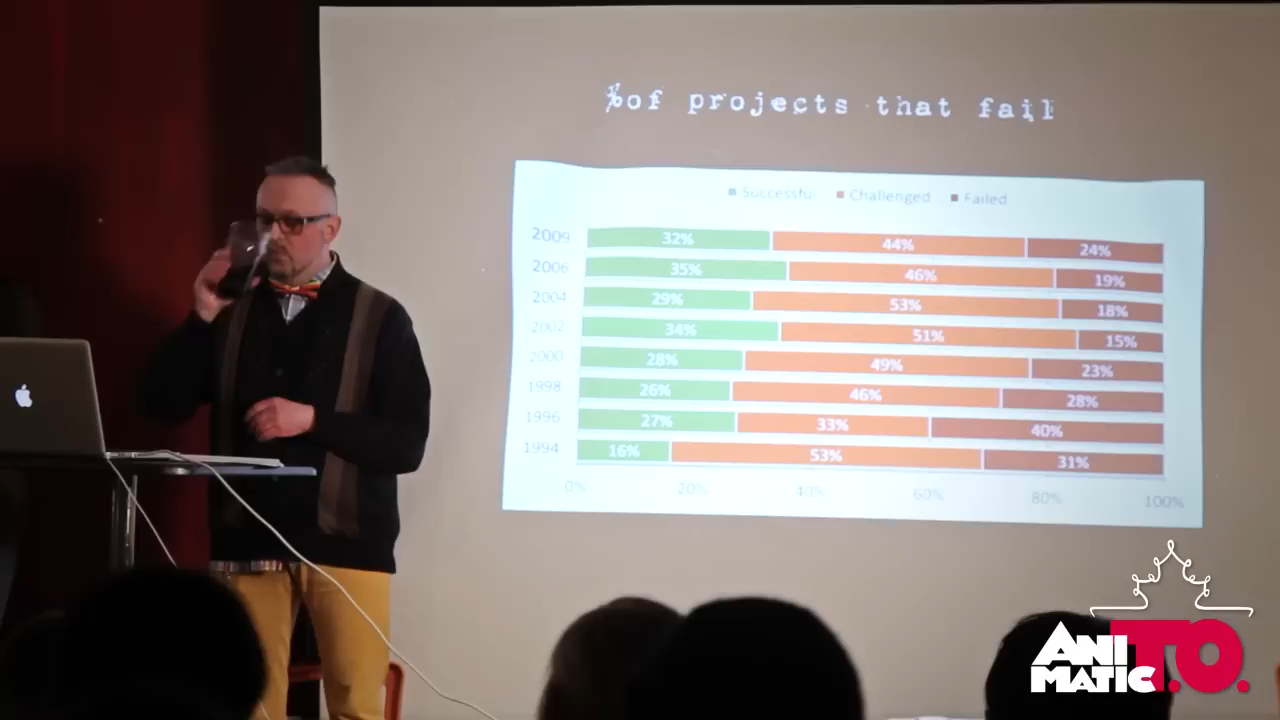 % of projects that fail
Successful Challenged Failed
2009 32% 44% 24%
2006 35% 46% 19%
2004 29% 53% 18%
2002 34% 51% 15%
2000 28% 49% 23%
1998 26% 46% 28%
1996 27% 33% 40%
1994 16% 53% 31%
0% 20% 40% 60% 80% 100%
ANI
MATIC T.O.